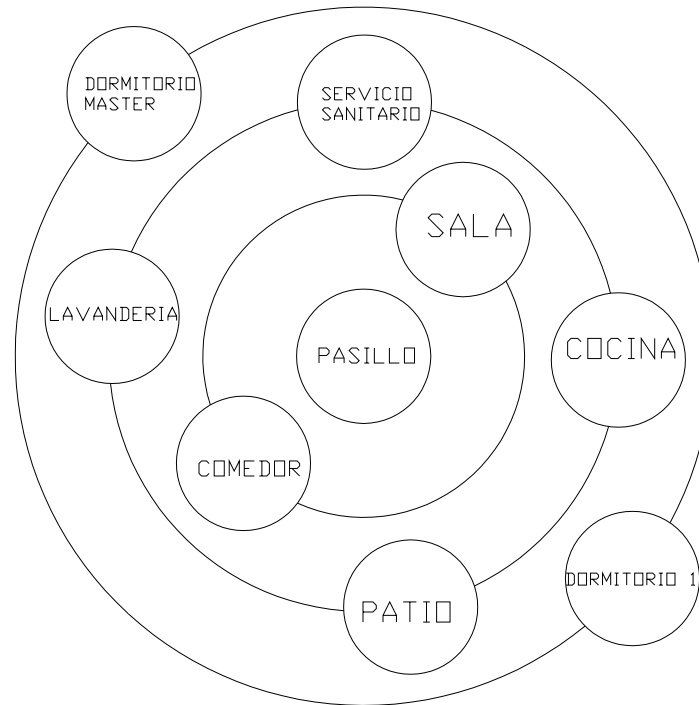 DORMITORIO
MASTER
SERVICIO
SANITARIO
SALA
LAVANDERIA
PASILLO
COCINA
COMEDOR
DORMITORIO 1
PATIO